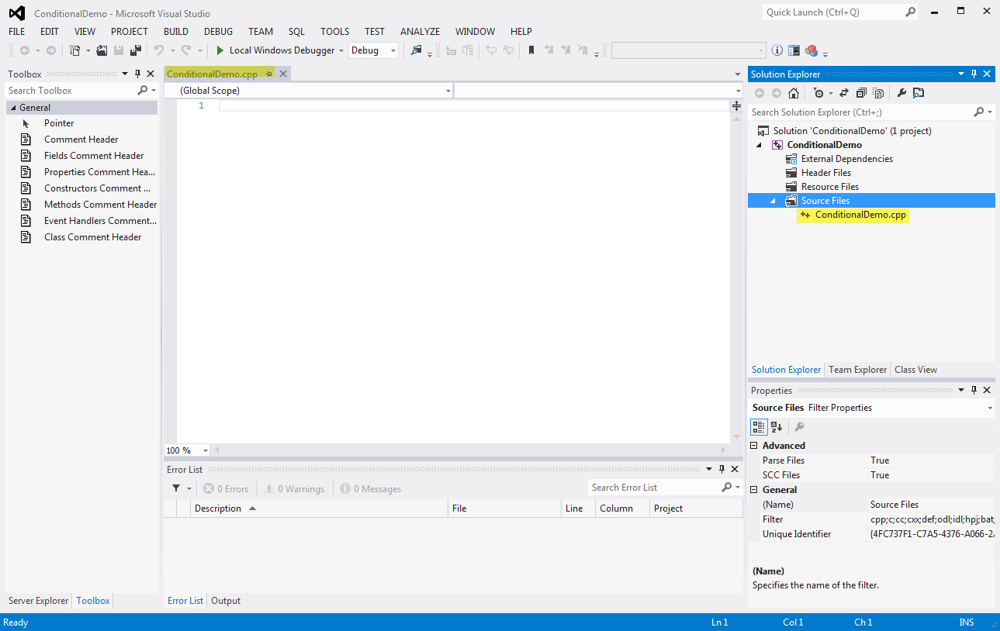 ConditionalDemo - Microsoft Visual Studio
Quick Launch (Ctrl+Q)
FILE EDIT VIEW PROJECT BUILD DEBUG TEAM SQL TOOLS TEST ANALYZE WINDOW HELP
Local Windows Debugger Debug
Toolbox
Search Toolbox
General
Pointer
Comment Header
Fields Comment Header
Properties Comment Hea...
Constructors Comment ...
Methods Comment Header
Event Handlers Comment...
Class Comment Header
Server Explorer Toolbox
ConditionalDemo.cpp
(Global Scope)
1
100 %
Error List
0 Errors 0 Warnings 0 Messages
Search Error List
Description File Line Column Project
Error List Output
Solution Explorer
Search Solution Explorer (Ctrl+;)
Solution 'ConditionalDemo' (1 project)
ConditionalDemo
External Dependencies
Header Files
Resource Files
Source Files
ConditionalDemo.cpp
Solution Explorer Team Explorer Class View
Properties
Source Files Filter Properties
Advanced
Parse Files True
SCC Files True
General
(Name) Source Files
Filter cpp;c;cc;cxx;def;odl;idl;hpj;bat;
Unique Identifier {4FC737F1-C7A5-4376-A066-2
(Name)
Specifies the name of the filter.
Ready Ln 1 Col 1 Ch 1 INS